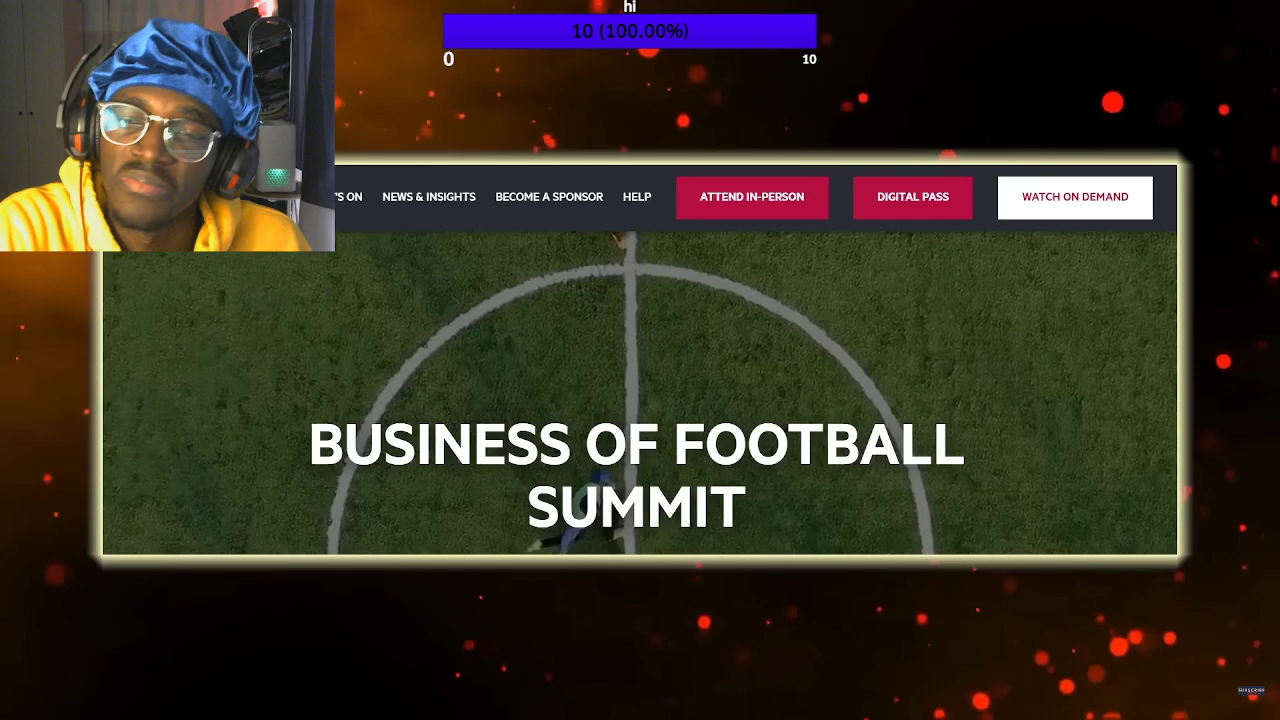 hi
10 (100.00%)
0
10
'S ON
NEWS & INSIGHTS
BECOME A SPONSOR
HELP
ATTEND IN-PERSON
DIGITAL PASS
WATCH ON DEMAND
BUSINESS OF FOOTBALL
SUMMIT
SUBSCRIBE